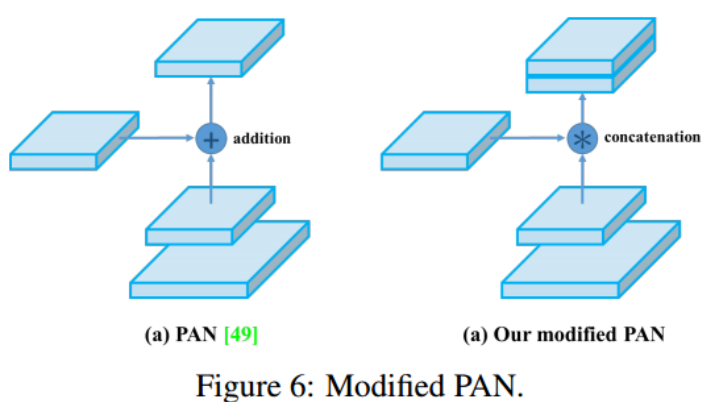 addition
concatenation
(a) PAN [49]
(a) Our modified PAN
Figure 6: Modified PAN.